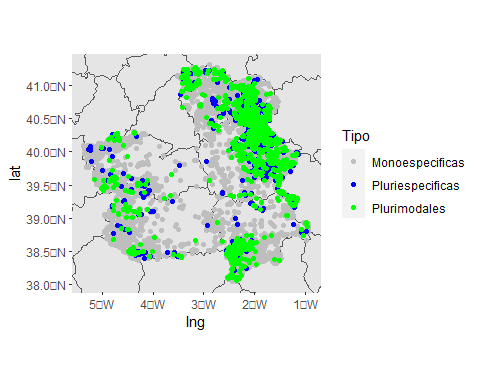 41.0□N
40.5□N
40.0□N
39.5□N
39.0□N
38.5□N
38.0□N
lat
5□W
4□W
3□W
2□W
1□W
lng
Tipo
Monoespecificas
Pluriespecificas
Plurimodales